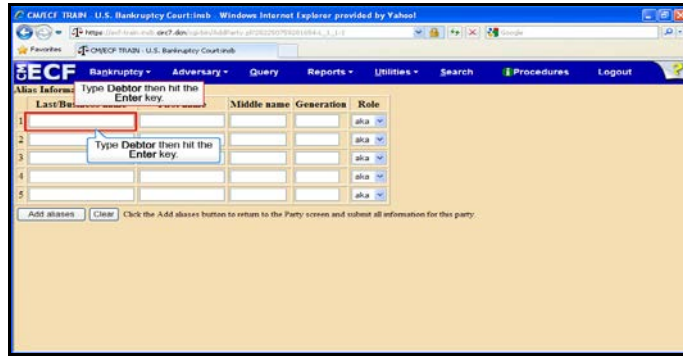 CM/ECF TRAIN - U.S. Bankruptcy Court:insb - Windows Internet Explorer provided by Yahoo!
Google
Favorites CM/ECF TRAIN - U.S. Bankruptcy Court:insb
ECF Bankruptcy Adversary Query Reports Utilities Search Procedures Logout ?
Alias Informa
Type Debtor then hit the
Enter key.
Last/Bus Middle name Generation Role
1 aka
2 aka
Type Debtor then hit the
Enter key.
3 aka
4 aka
5 aka
Add aliases Clear Click the Add aliases button to return to the Party screen and submit all information for this party.